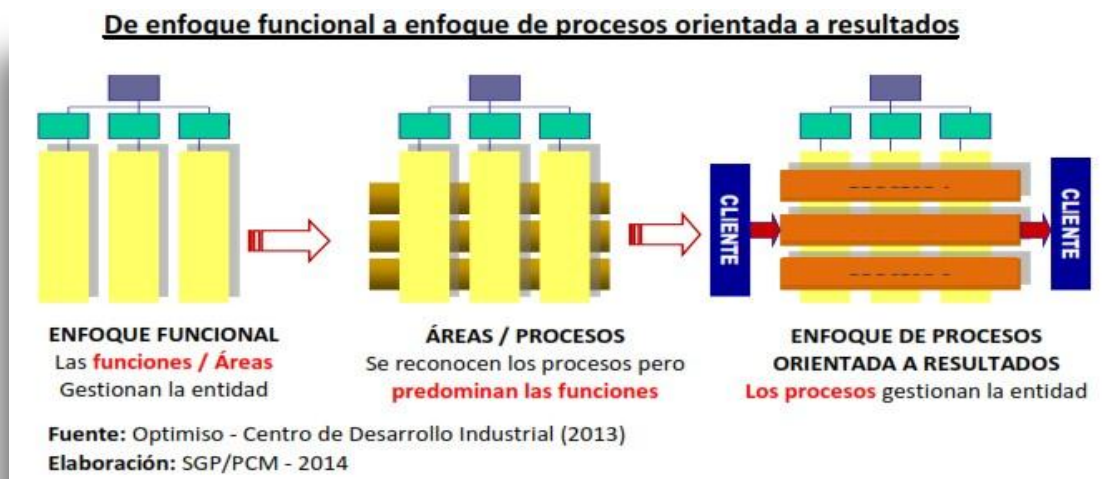 De enfoque funcional a enfoque de procesos orientada a resultados
CLIENTE
CLIENTE
ENFOQUE FUNCIONAL
Las funciones / Áreas
Gestionan la entidad
ÁREAS / PROCESOS
Se reconocen los procesos pero
predominan las funciones
ENFOQUE DE PROCESOS
ORIENTADA A RESULTADOS
Los procesos gestionan la entidad
Fuente: Optimiso - Centro de Desarrollo Industrial (2013)
Elaboración: SGP/PCM - 2014